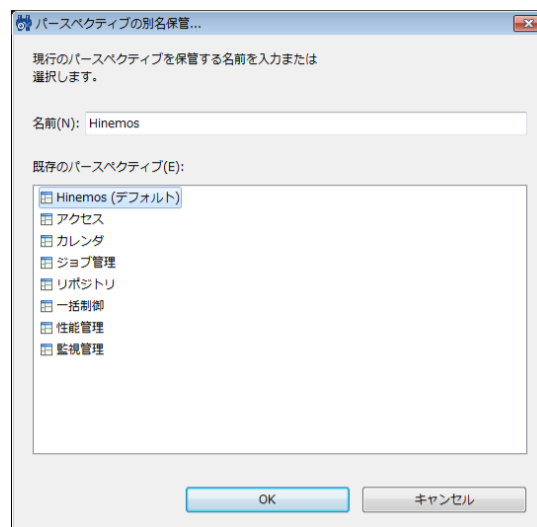 パースペクティブの別名保管...
現行のパースペクティブを保管する名前を入力または
選択します。
名前(N): Hinemos
既存のパースペクティブ(E):
Hinemos (デフォルト)
アクセス
カレンダ
ジョブ管理
リポジトリ
一括制御
性能管理
監視管理
OK キャンセル